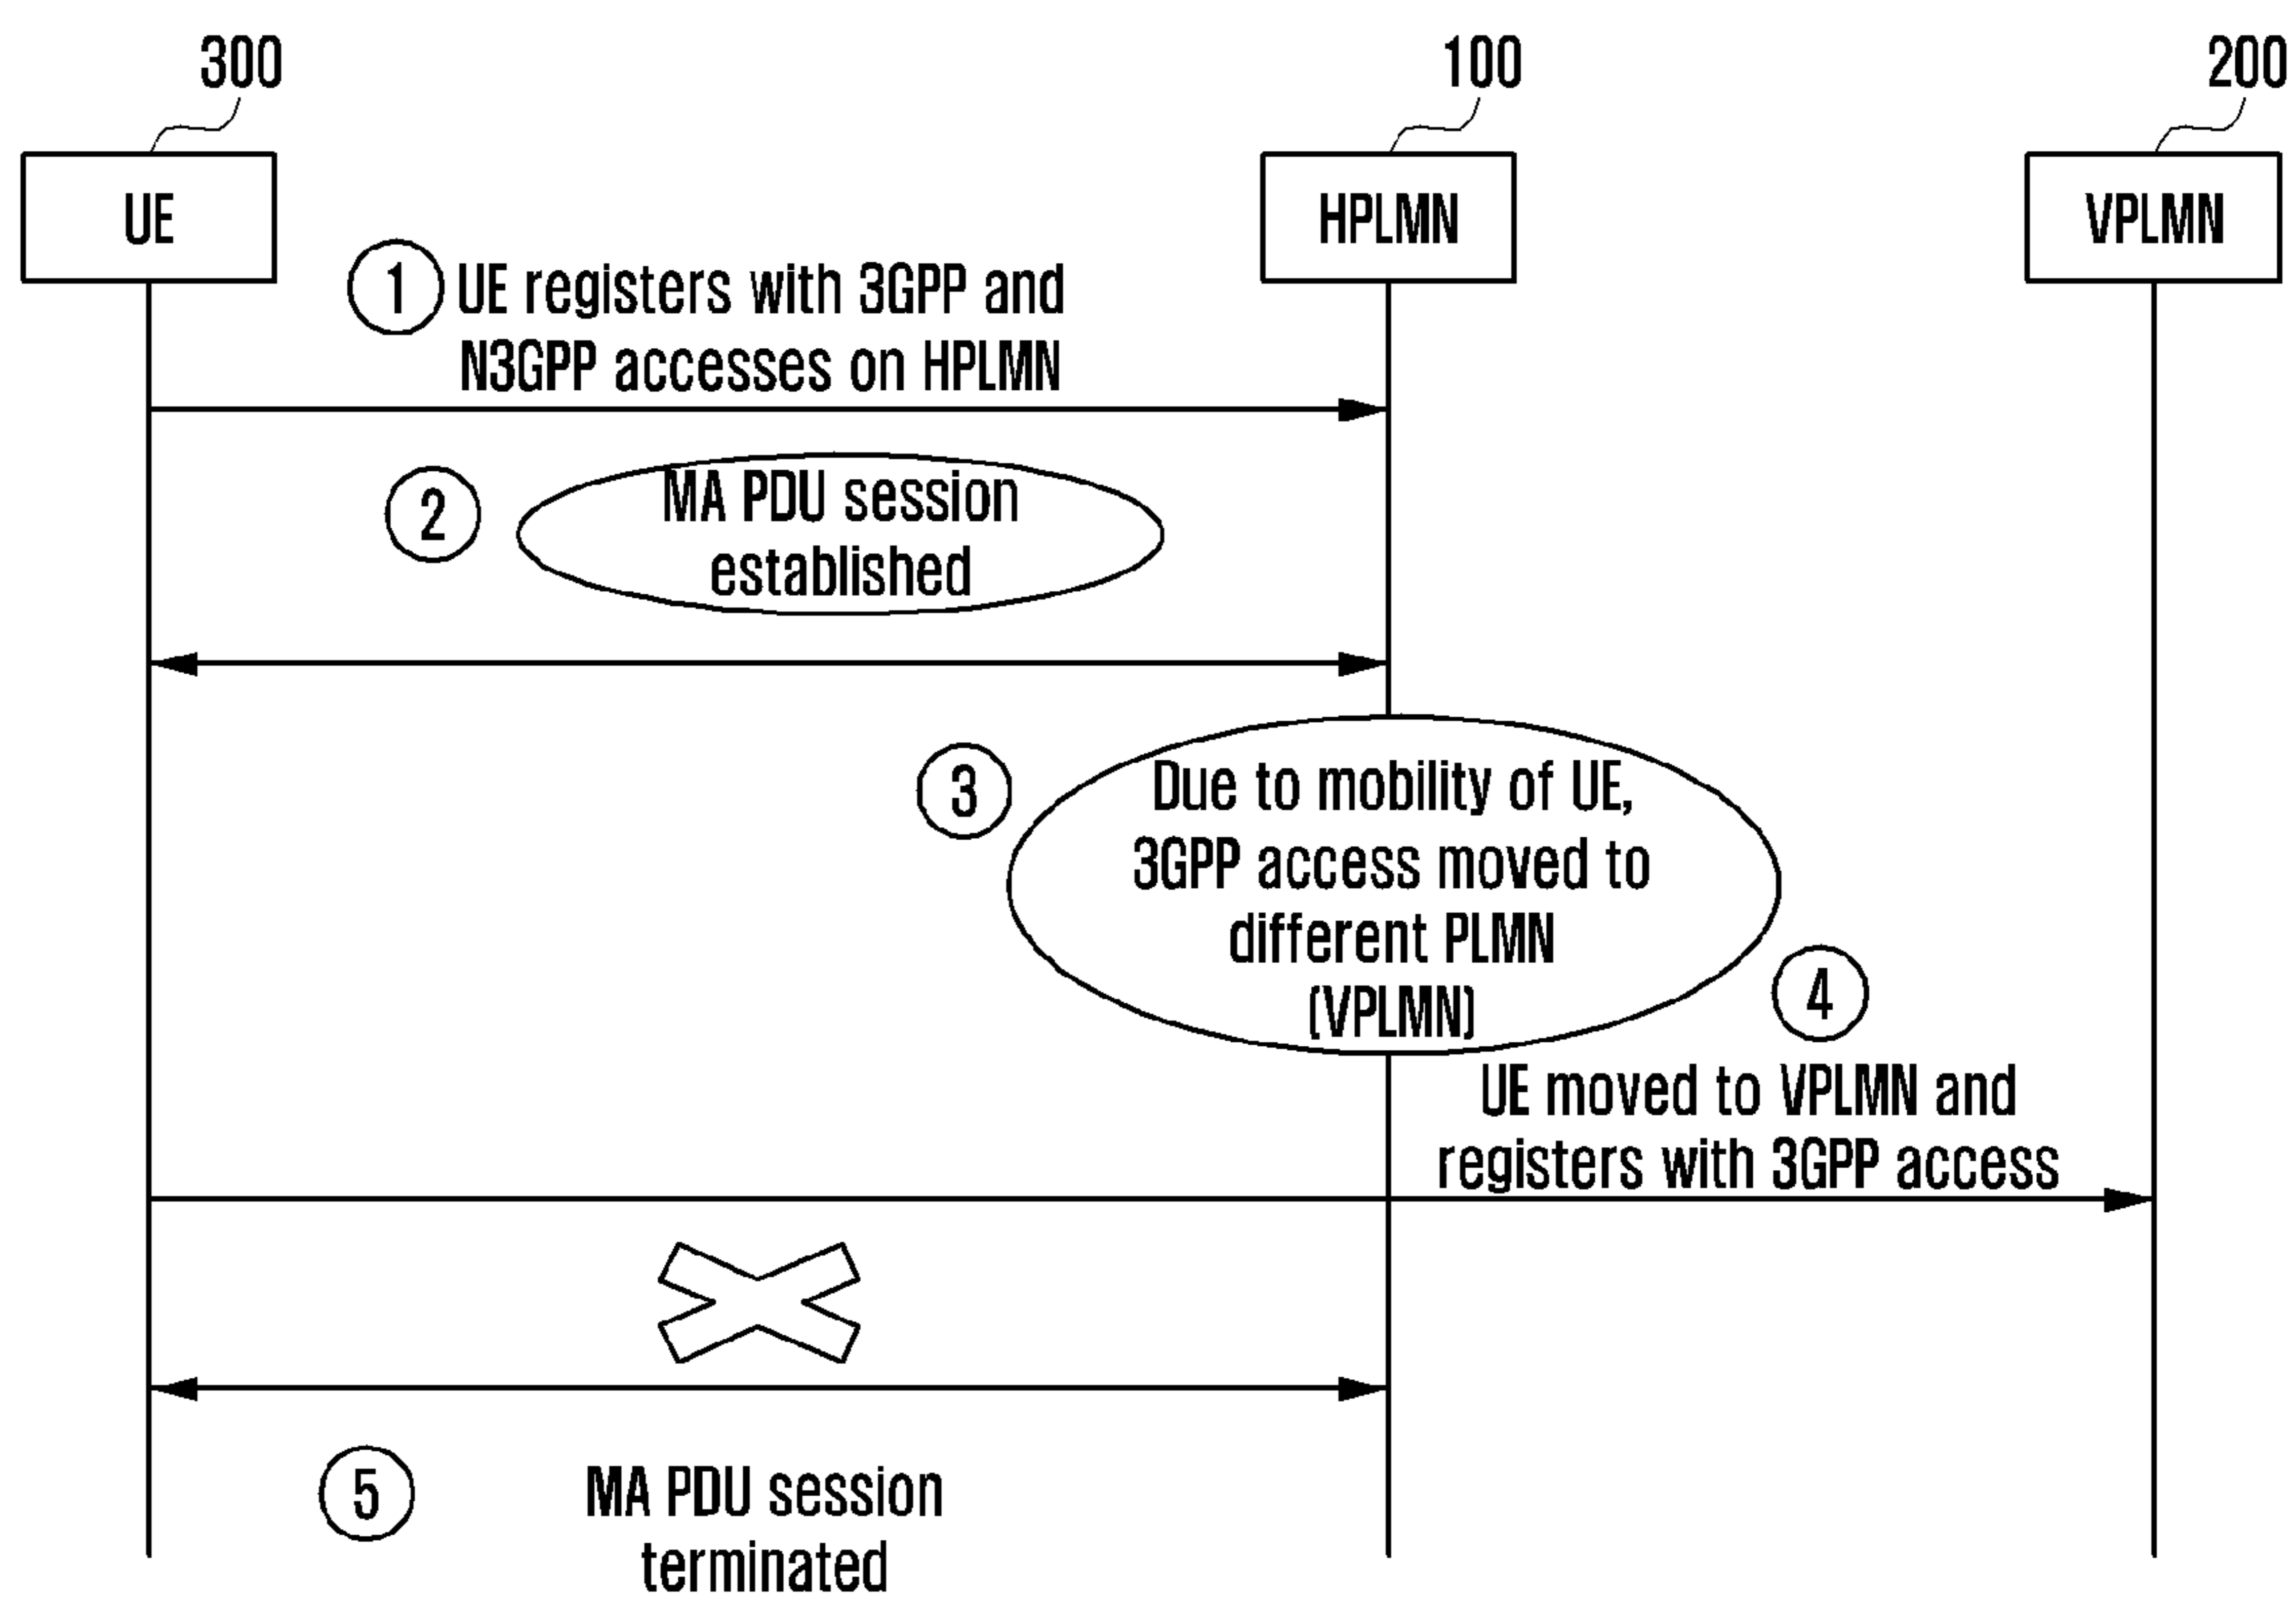 300
100
200
UE
HPLMN
VPLMN
1
UE registers with 3GPP and
N3GPP accesses on HPLMN
2
MA PDU session
established
3
Due to mobility of UE,
3GPP access moved to
different PLMN
(VPLMN)
4
UE moved to VPLMN and
registers with 3GPP access
5
MA PDU session
terminated